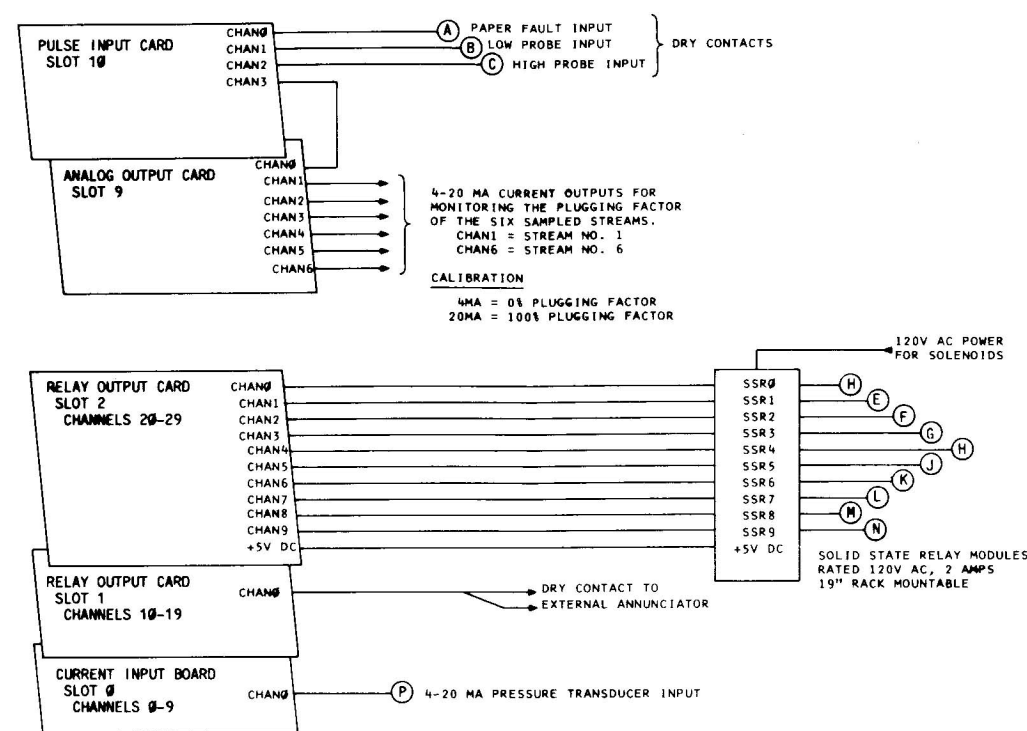 PULSE INPUT CARD
SLOT 10
CHAN0
CHAN1
CHAN2
CHAN3
A PAPER FAULT INPUT
B LOW PROBE INPUT
C HIGH PROBE INPUT
DRY CONTACTS
ANALOG OUTPUT CARD
SLOT 9
CHAN0
CHAN1
CHAN2
CHAN3
CHAN4
CHAN5
CHAN6
4-20 MA CURRENT OUTPUTS FOR
MONITORING THE PLUGGING FACTOR
OF THE SIX SAMPLED STREAMS.
CHAN1 = STREAM NO. 1
CHAN6 = STREAM NO. 6
CALIBRATION
4MA = 0% PLUGGING FACTOR
20MA = 100% PLUGGING FACTOR
120V AC POWER
FOR SOLENOIDS
RELAY OUTPUT CARD
SLOT 2
CHANNELS 20-29
CHAN0
CHAN1
CHAN2
CHAN3
CHAN4
CHAN5
CHAN6
CHAN7
CHAN8
CHAN9
+5V DC
SSR0
SSR1
SSR2
SSR3
SSR4
SSR5
SSR6
SSR7
SSR8
SSR9
+5V DC
H
E
F
G
H
J
K
L
M
N
SOLID STATE RELAY MODULES
RATED 120V AC, 2 AMPS
19" RACK MOUNTABLE
RELAY OUTPUT CARD
SLOT 1
CHANNELS 10-19
CHAN0
DRY CONTACT TO
EXTERNAL ANNUNCIATOR
CURRENT INPUT BOARD
SLOT 0
CHANNELS 0-9
CHAN0
P 4-20 MA PRESSURE TRANSDUCER INPUT